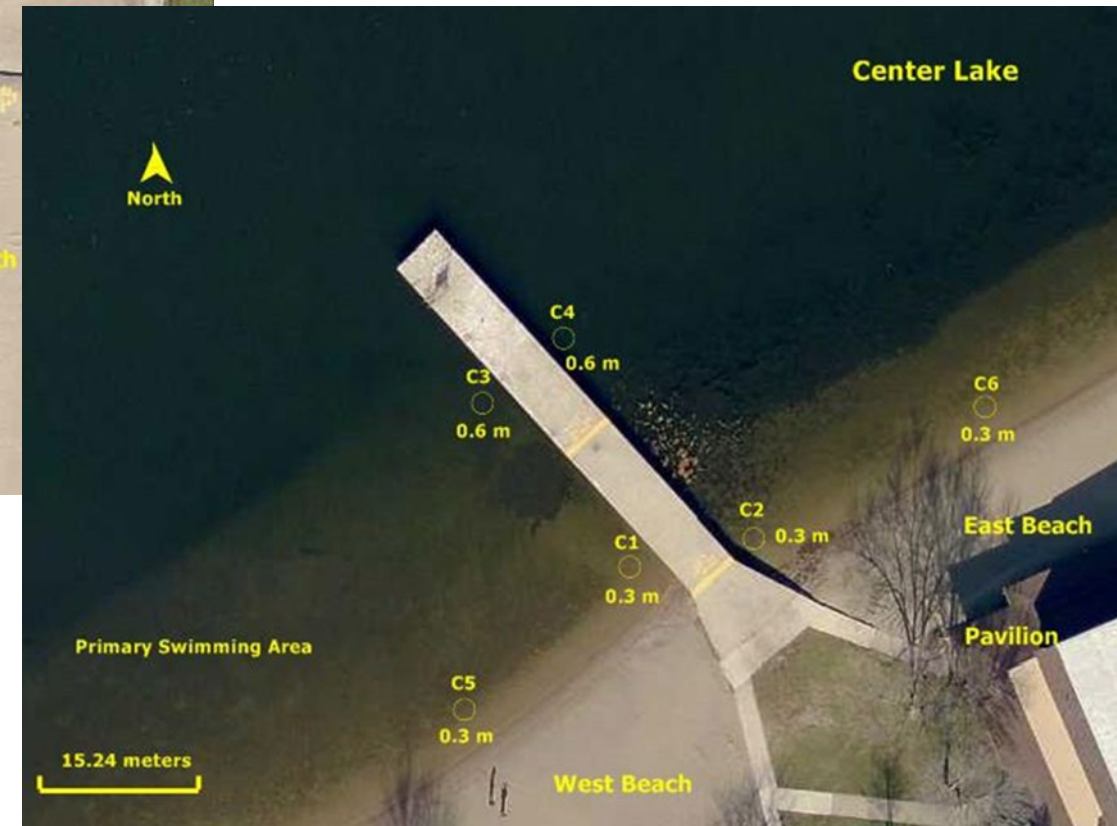 Center Lake
North
C4
0.6 m
C3
0.6 m
C6
0.3 m
C2
0.3 m
East Beach
C1
0.3 m
Pavilion
Primary Swimming Area
C5
0.3 m
15.24 meters
West Beach